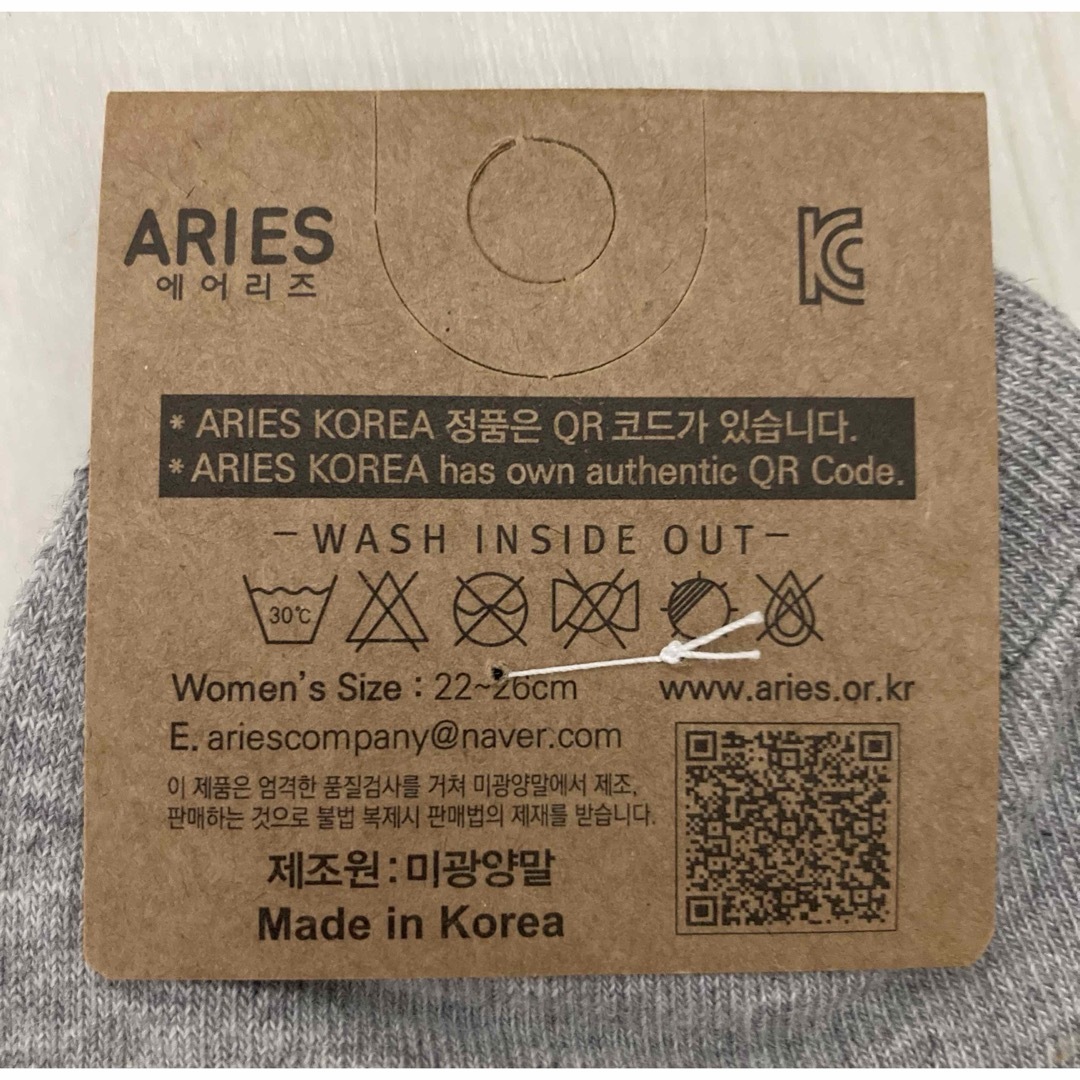 ARIES
에어리즈
KC
* ARIES KOREA 정품은 QR 코드가 있습니다.
* ARIES KOREA has own authentic QR Code.
-WASH INSIDE OUT-
30℃
Women's Size : 22~26cm
www.aries.or.kr
E. ariescompany@naver.com
이 제품은 엄격한 품질검사를 거쳐 미광양말에서 제조,
판매하는 것으로 불법 복제시 판매법의 제재를 받습니다.
제조원 : 미광양말
Made in Korea